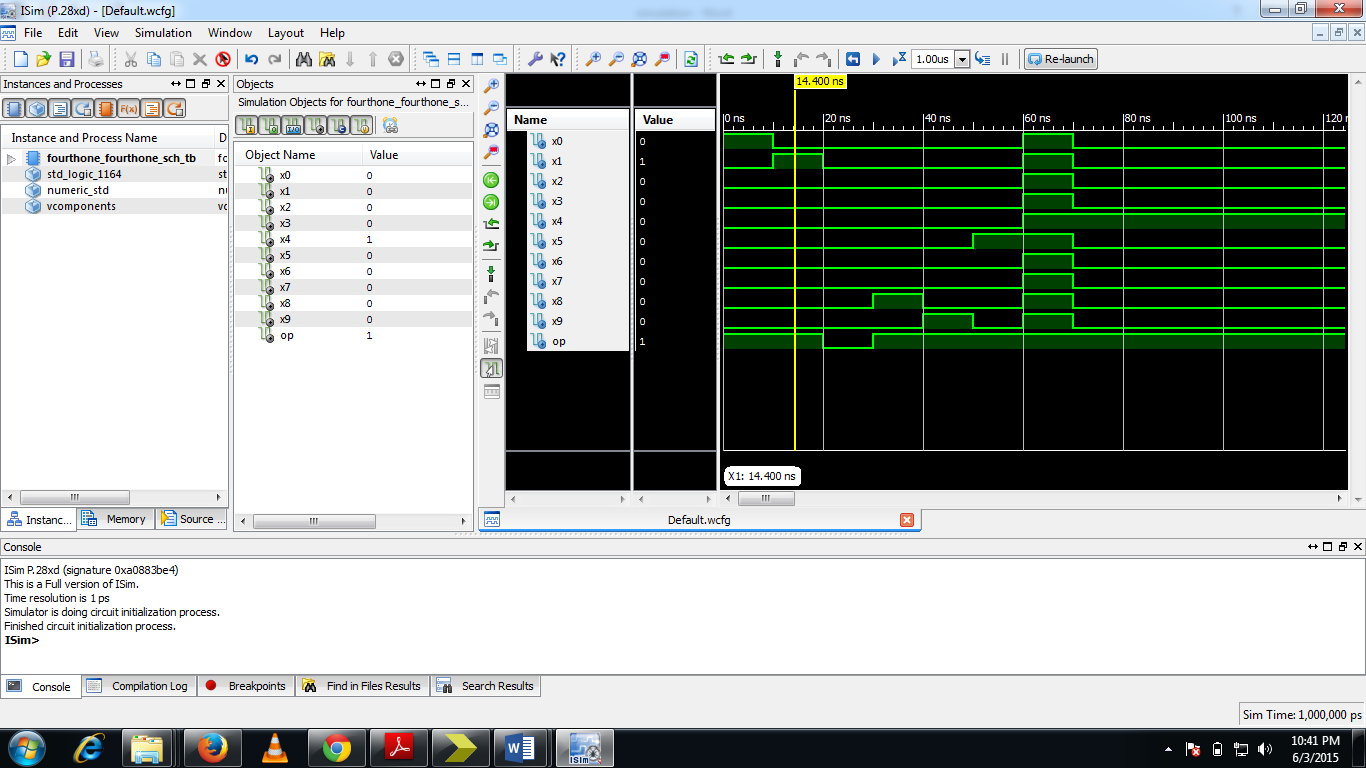 ISim (P.28xd) - [Default.wcfg]
File Edit View Simulation Window Layout Help
1.00us Re-launch
Instances and Processes
Instance and Process Name D
fourthone_fourthone_sch_tb fo
std_logic_1164 st
numeric_std nu
vcomponents vc
Instanc... Memory Source ...
Objects
Simulation Objects for fourthone_fourthone_s...
Object Name Value
x0 0
x1 0
x2 0
x3 0
x4 1
x5 0
x6 0
x7 0
x8 0
x9 0
op 1
Name Value
x0 0
x1 1
x2 0
x3 0
x4 0
x5 0
x6 0
x7 0
x8 0
x9 0
op 1
14.400 ns
0 ns 20 ns 40 ns 60 ns 80 ns 100 ns 120 n
X1: 14.400 ns
Default.wcfg
Console
ISim P.28xd (signature 0xa0883be4)
This is a Full version of ISim.
Time resolution is 1 ps
Simulator is doing circuit initialization process.
Finished circuit initialization process.
ISim>
Console Compilation Log Breakpoints Find in Files Results Search Results
Sim Time: 1,000,000 ps
ISim
10:41 PM
6/3/2015